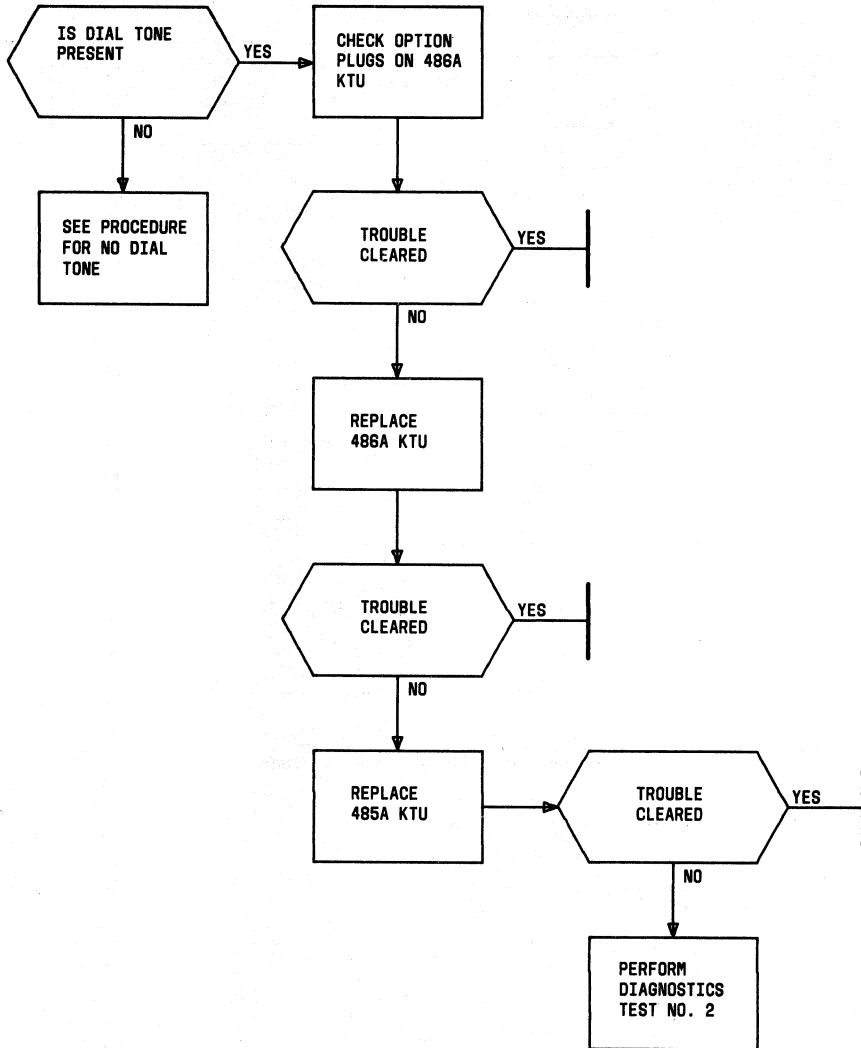 IS DIAL TONE
PRESENT
YES
CHECK OPTION
PLUGS ON 486A
KTU
NO
SEE PROCEDURE
FOR NO DIAL
TONE
TROUBLE
CLEARED
YES
NO
REPLACE
486A KTU
TROUBLE
CLEARED
YES
NO
REPLACE
485A KTU
TROUBLE
CLEARED
YES
NO
PERFORM
DIAGNOSTICS
TEST NO. 2